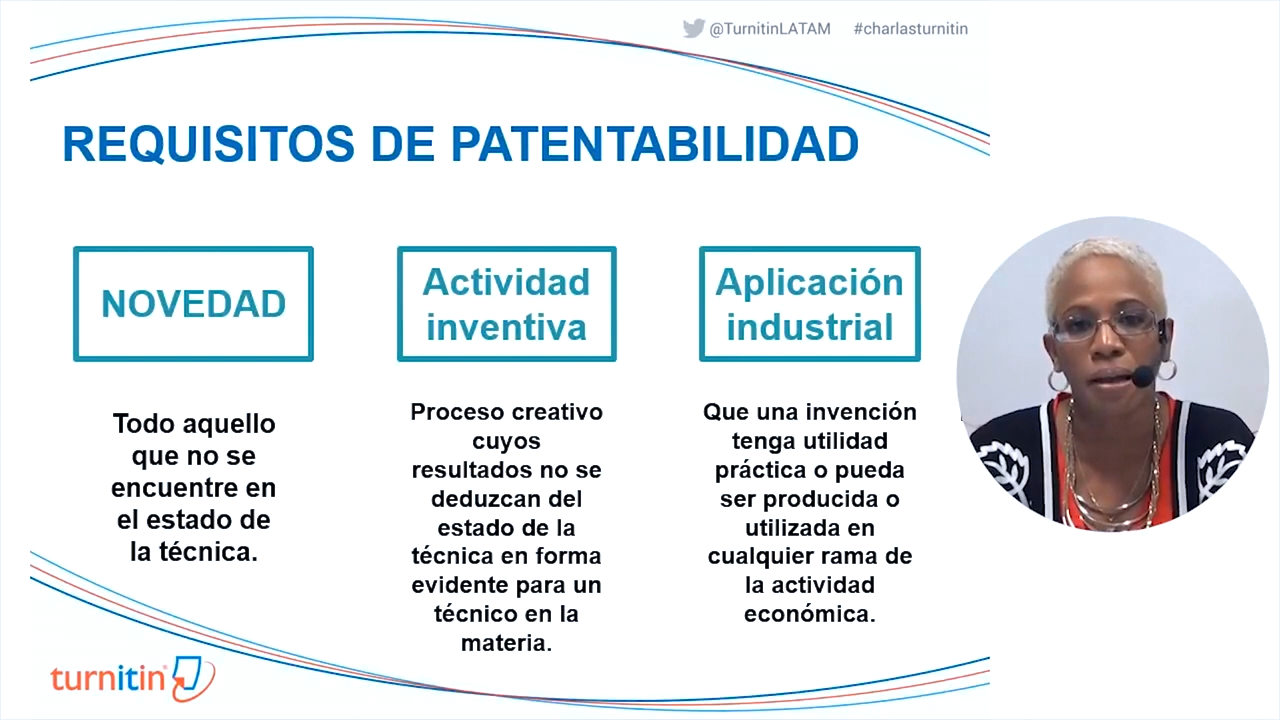 @TurnitinLATAM #charlasturnitin
REQUISITOS DE PATENTABILIDAD
NOVEDAD
Todo aquello
que no se
encuentre en
el estado de
la técnica.
Actividad
inventiva
Proceso creativo
cuyos
resultados no se
deduzcan del
estado de la
técnica en forma
evidente para un
técnico en la
materia.
Aplicación
industrial
Que una invención
tenga utilidad
práctica o pueda
ser producida o
utilizada en
cualquier rama de
la actividad
económica.
turnitin